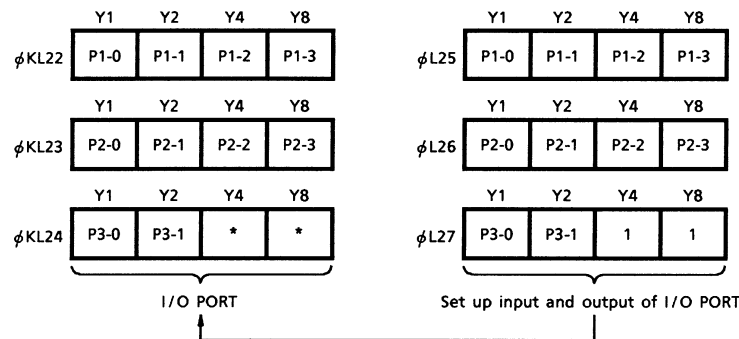 Y1 Y2 Y4 Y8
ϕKL22 P1-0 P1-1 P1-2 P1-3
Y1 Y2 Y4 Y8
ϕL25 P1-0 P1-1 P1-2 P1-3
Y1 Y2 Y4 Y8
ϕKL23 P2-0 P2-1 P2-2 P2-3
Y1 Y2 Y4 Y8
ϕL26 P2-0 P2-1 P2-2 P2-3
Y1 Y2 Y4 Y8
ϕKL24 P3-0 P3-1 * *
Y1 Y2 Y4 Y8
ϕL27 P3-0 P3-1 1 1
I/O PORT
Set up input and output of I/O PORT